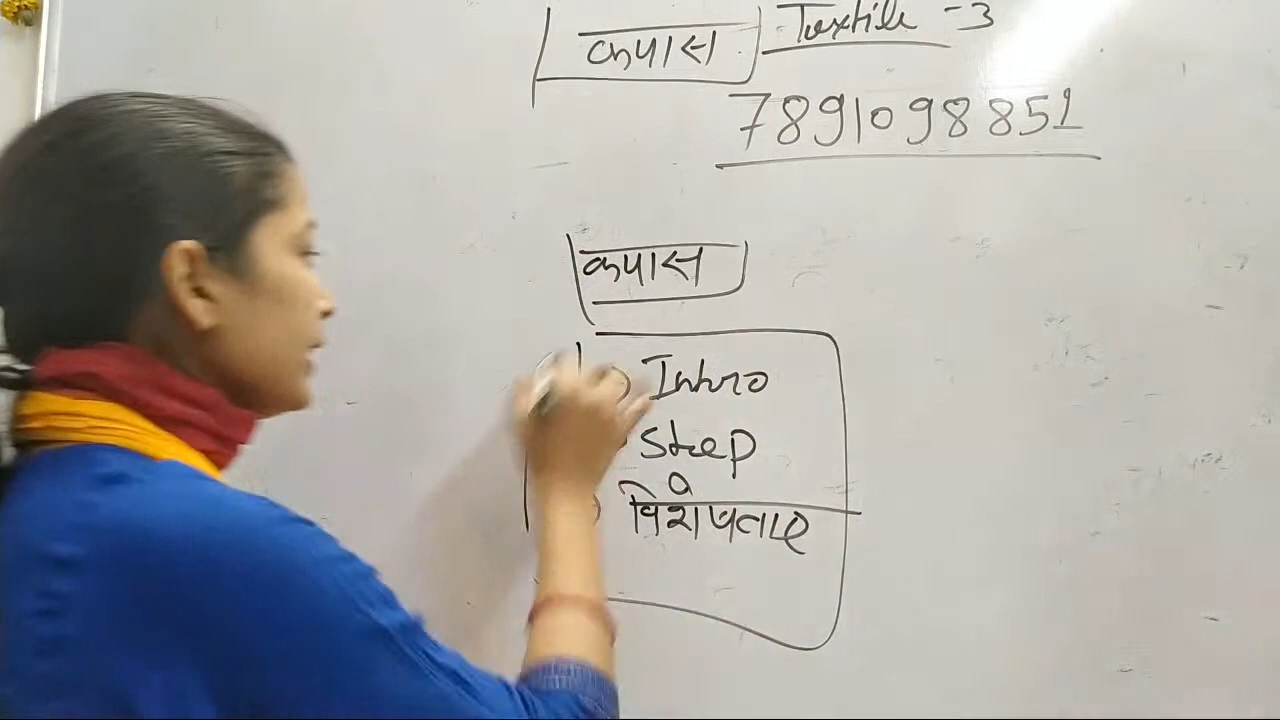 कपास Textile -3
7891098851
कपास
Intro
Step
विशेषताए